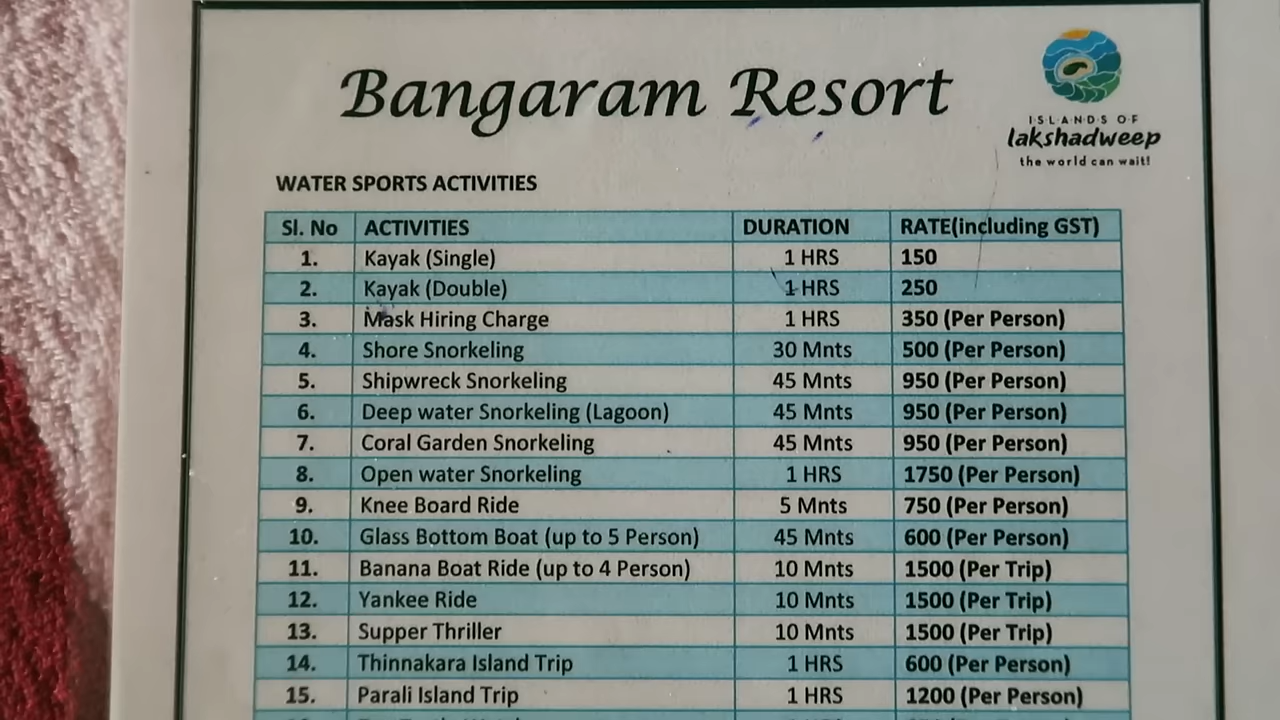 Bangaram Resort
ISLANDS OF
lakshadweep
the world can wait!
WATER SPORTS ACTIVITIES
Sl. No ACTIVITIES DURATION RATE(including GST)
1. Kayak (Single) 1 HRS 150
2. Kayak (Double) 1 HRS 250
3. Mask Hiring Charge 1 HRS 350 (Per Person)
4. Shore Snorkeling 30 Mnts 500 (Per Person)
5. Shipwreck Snorkeling 45 Mnts 950 (Per Person)
6. Deep water Snorkeling (Lagoon) 45 Mnts 950 (Per Person)
7. Coral Garden Snorkeling 45 Mnts 950 (Per Person)
8. Open water Snorkeling 1 HRS 1750 (Per Person)
9. Knee Board Ride 5 Mnts 750 (Per Person)
10. Glass Bottom Boat (up to 5 Person) 45 Mnts 600 (Per Person)
11. Banana Boat Ride (up to 4 Person) 10 Mnts 1500 (Per Trip)
12. Yankee Ride 10 Mnts 1500 (Per Trip)
13. Supper Thriller 10 Mnts 1500 (Per Trip)
14. Thinnakara Island Trip 1 HRS 600 (Per Person)
15. Parali Island Trip 1 HRS 1200 (Per Person)